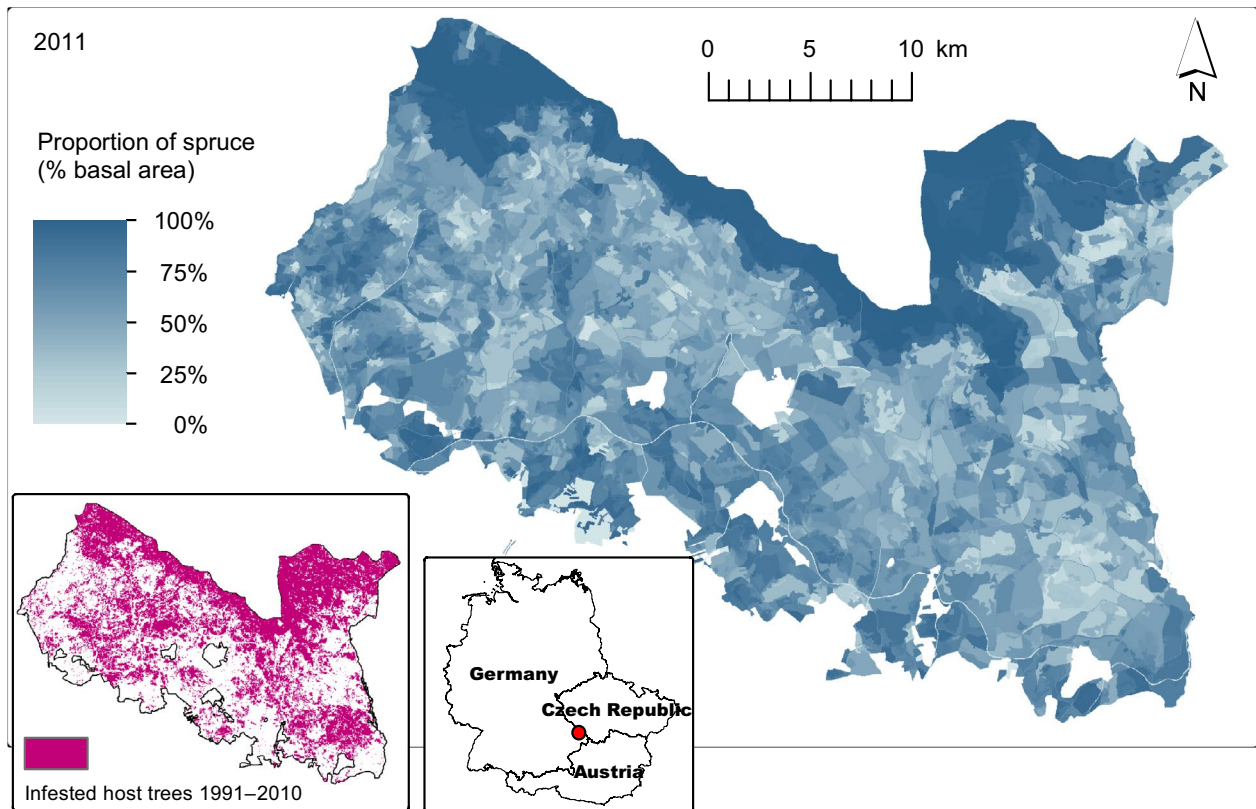 2011
0 5 10 km
N
Proportion of spruce
(% basal area)
100%
75%
50%
25%
0%
Infested host trees 1991–2010
Germany
Czech Republic
Austria